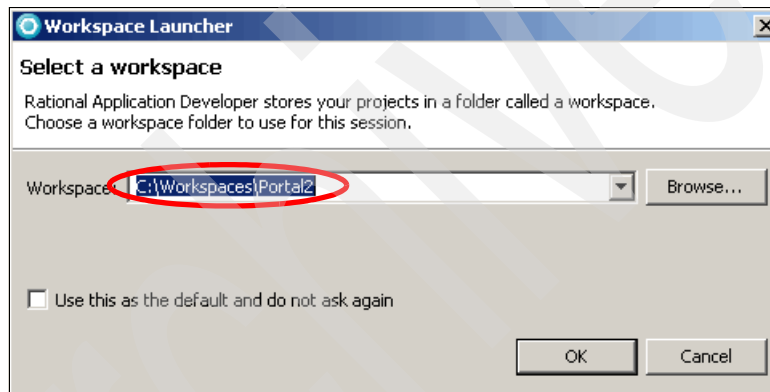 Workspace Launcher
Select a workspace
Rational Application Developer stores your projects in a folder called a workspace.
Choose a workspace folder to use for this session.
Workspace: C:\Workspaces\Portal2 Browse...
Use this as the default and do not ask again
OK Cancel